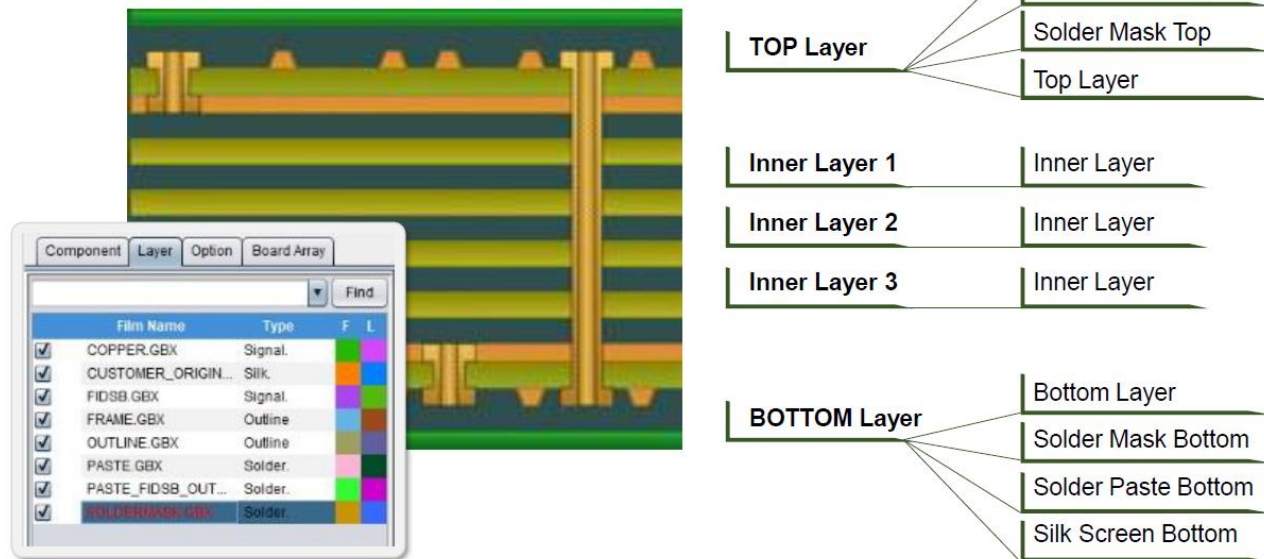 Solder Mask Top
TOP Layer
Top Layer
Inner Layer 1
Inner Layer
Inner Layer 2
Inner Layer
Inner Layer 3
Inner Layer
Bottom Layer
BOTTOM Layer
Solder Mask Bottom
Solder Paste Bottom
Silk Screen Bottom
Component Layer Option Board Array
Find
Film Name Type F L
COPPER.GBX Signal.
CUSTOMER_ORIGIN... Silk.
FIDSB.GBX Signal.
FRAME.GBX Outline
OUTLINE.GBX Outline
PASTE.GBX Solder.
PASTE_FIDSB_OUT... Solder.
SOLDERMASK.GBX Solder.